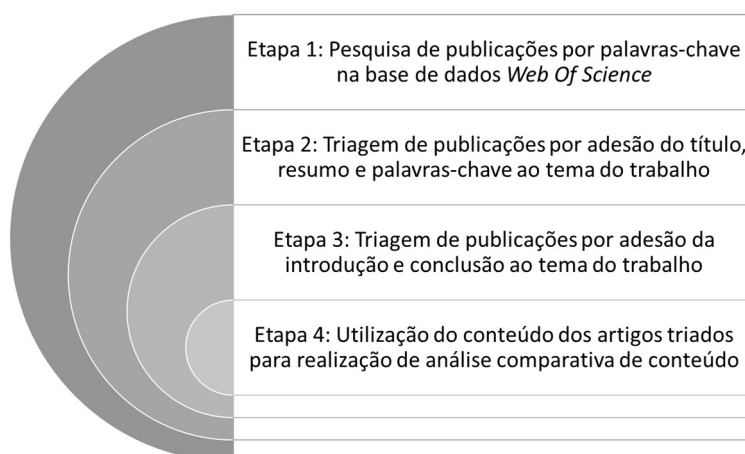 Etapa 1: Pesquisa de publicações por palavras-chave
na base de dados Web Of Science
Etapa 2: Triagem de publicações por adesão do título,
resumo e palavras-chave ao tema do trabalho
Etapa 3: Triagem de publicações por adesão da
introdução e conclusão ao tema do trabalho
Etapa 4: Utilização do conteúdo dos artigos triados
para realização de análise comparativa de conteúdo